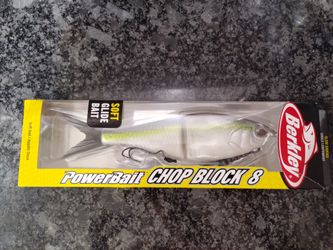 SOFT
GLIDE
BAIT
Berkley
PowerBait CHOP BLOCK 8